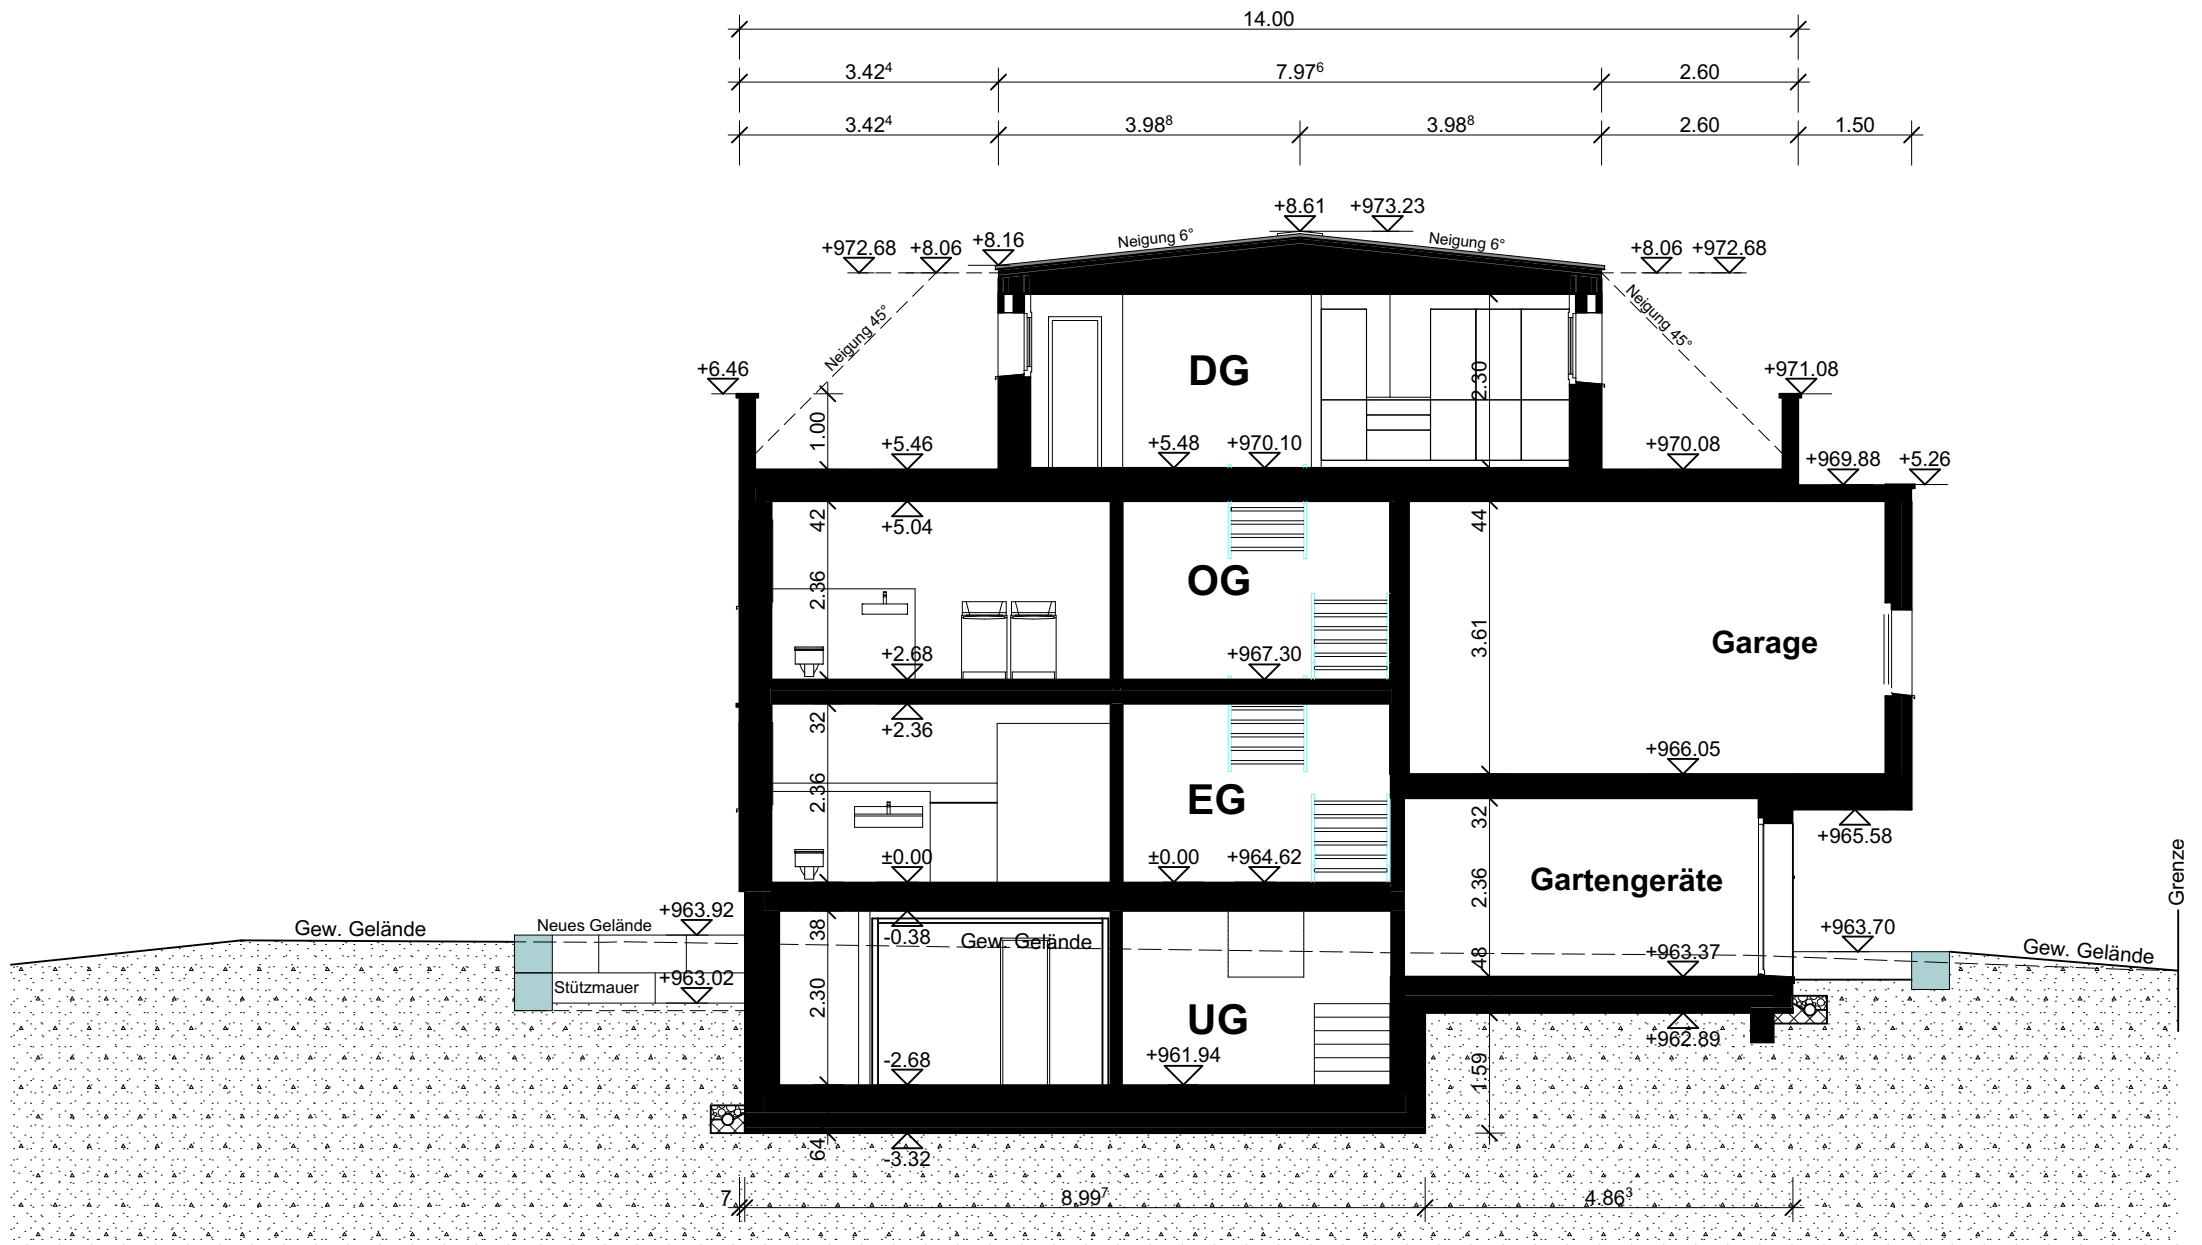 14.00
3.42⁴ 7.97⁶ 2.60
3.42⁴ 3.98⁸ 3.98⁸ 2.60 1.50
+8.61 +973.23
+972.68 +8.06 +8.16 Neigung 6° Neigung 6° +8.06 +972.68
Neigung 45° Neigung 45°
+6.46 DG 2.30 +971.08
1.00 +5.46 +5.48 +970.10 +970.08 +969.88 +5.26
42 +5.04 44
2.36 OG 3.61 Garage
+2.68 +967.30
32 +2.36 +966.05
2.36 EG 32 +965.58
±0.00 ±0.00 +964.62 2.36 Gartengeräte Grenze
Gew. Gelände Neues Gelände +963.92 38 -0.38 Gew. Gelände 48 +963.37 +963.70 Gew. Gelände
Stützmauer +963.02 2.30 UG
-2.68 +961.94 1.59 +962.89
64 -3.32
7 8.99⁷ 4.86³